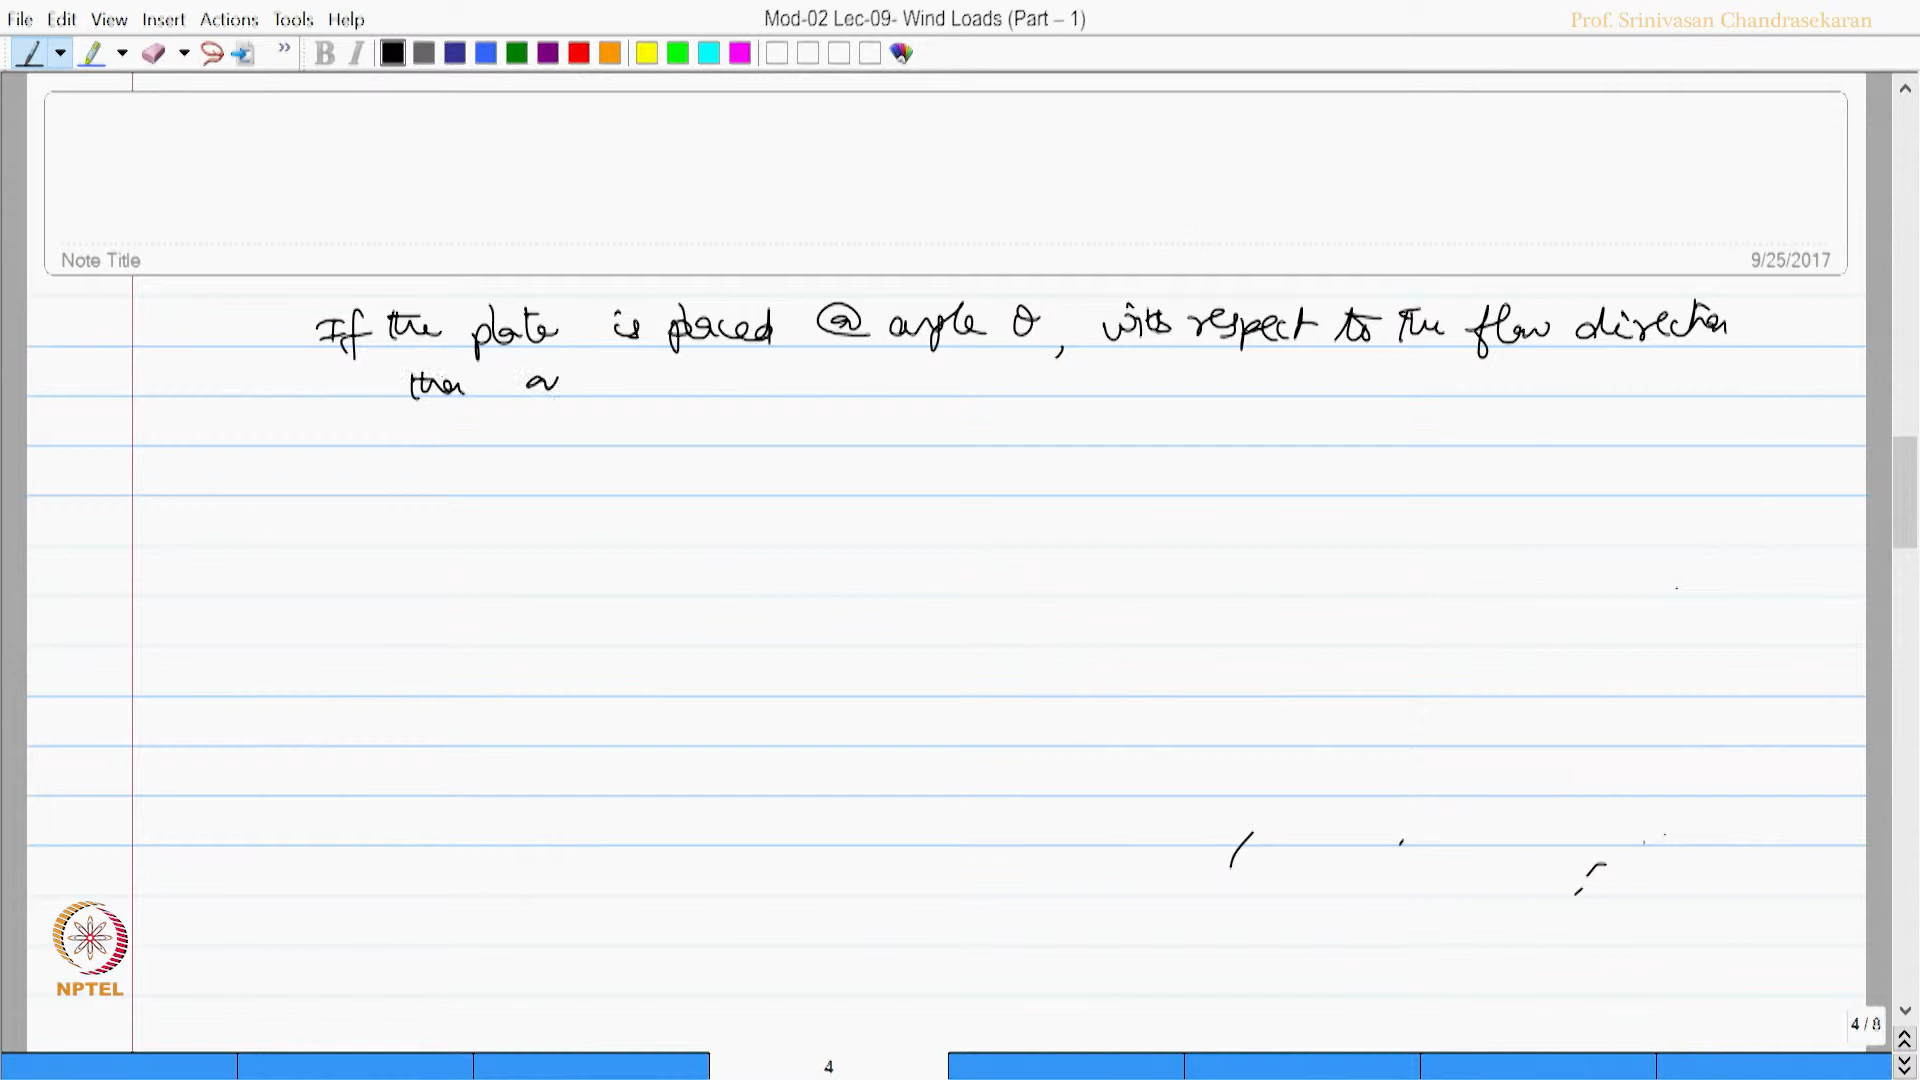 File Edit View Insert Actions Tools Help
Mod-02 Lec-09- Wind Loads (Part – 1)
Prof. Srinivasan Chandrasekaran
B I
Note Title
9/25/2017
If the plate is placed @ angle θ, with respect to the flow direction
then
NPTEL
4 / 8
4